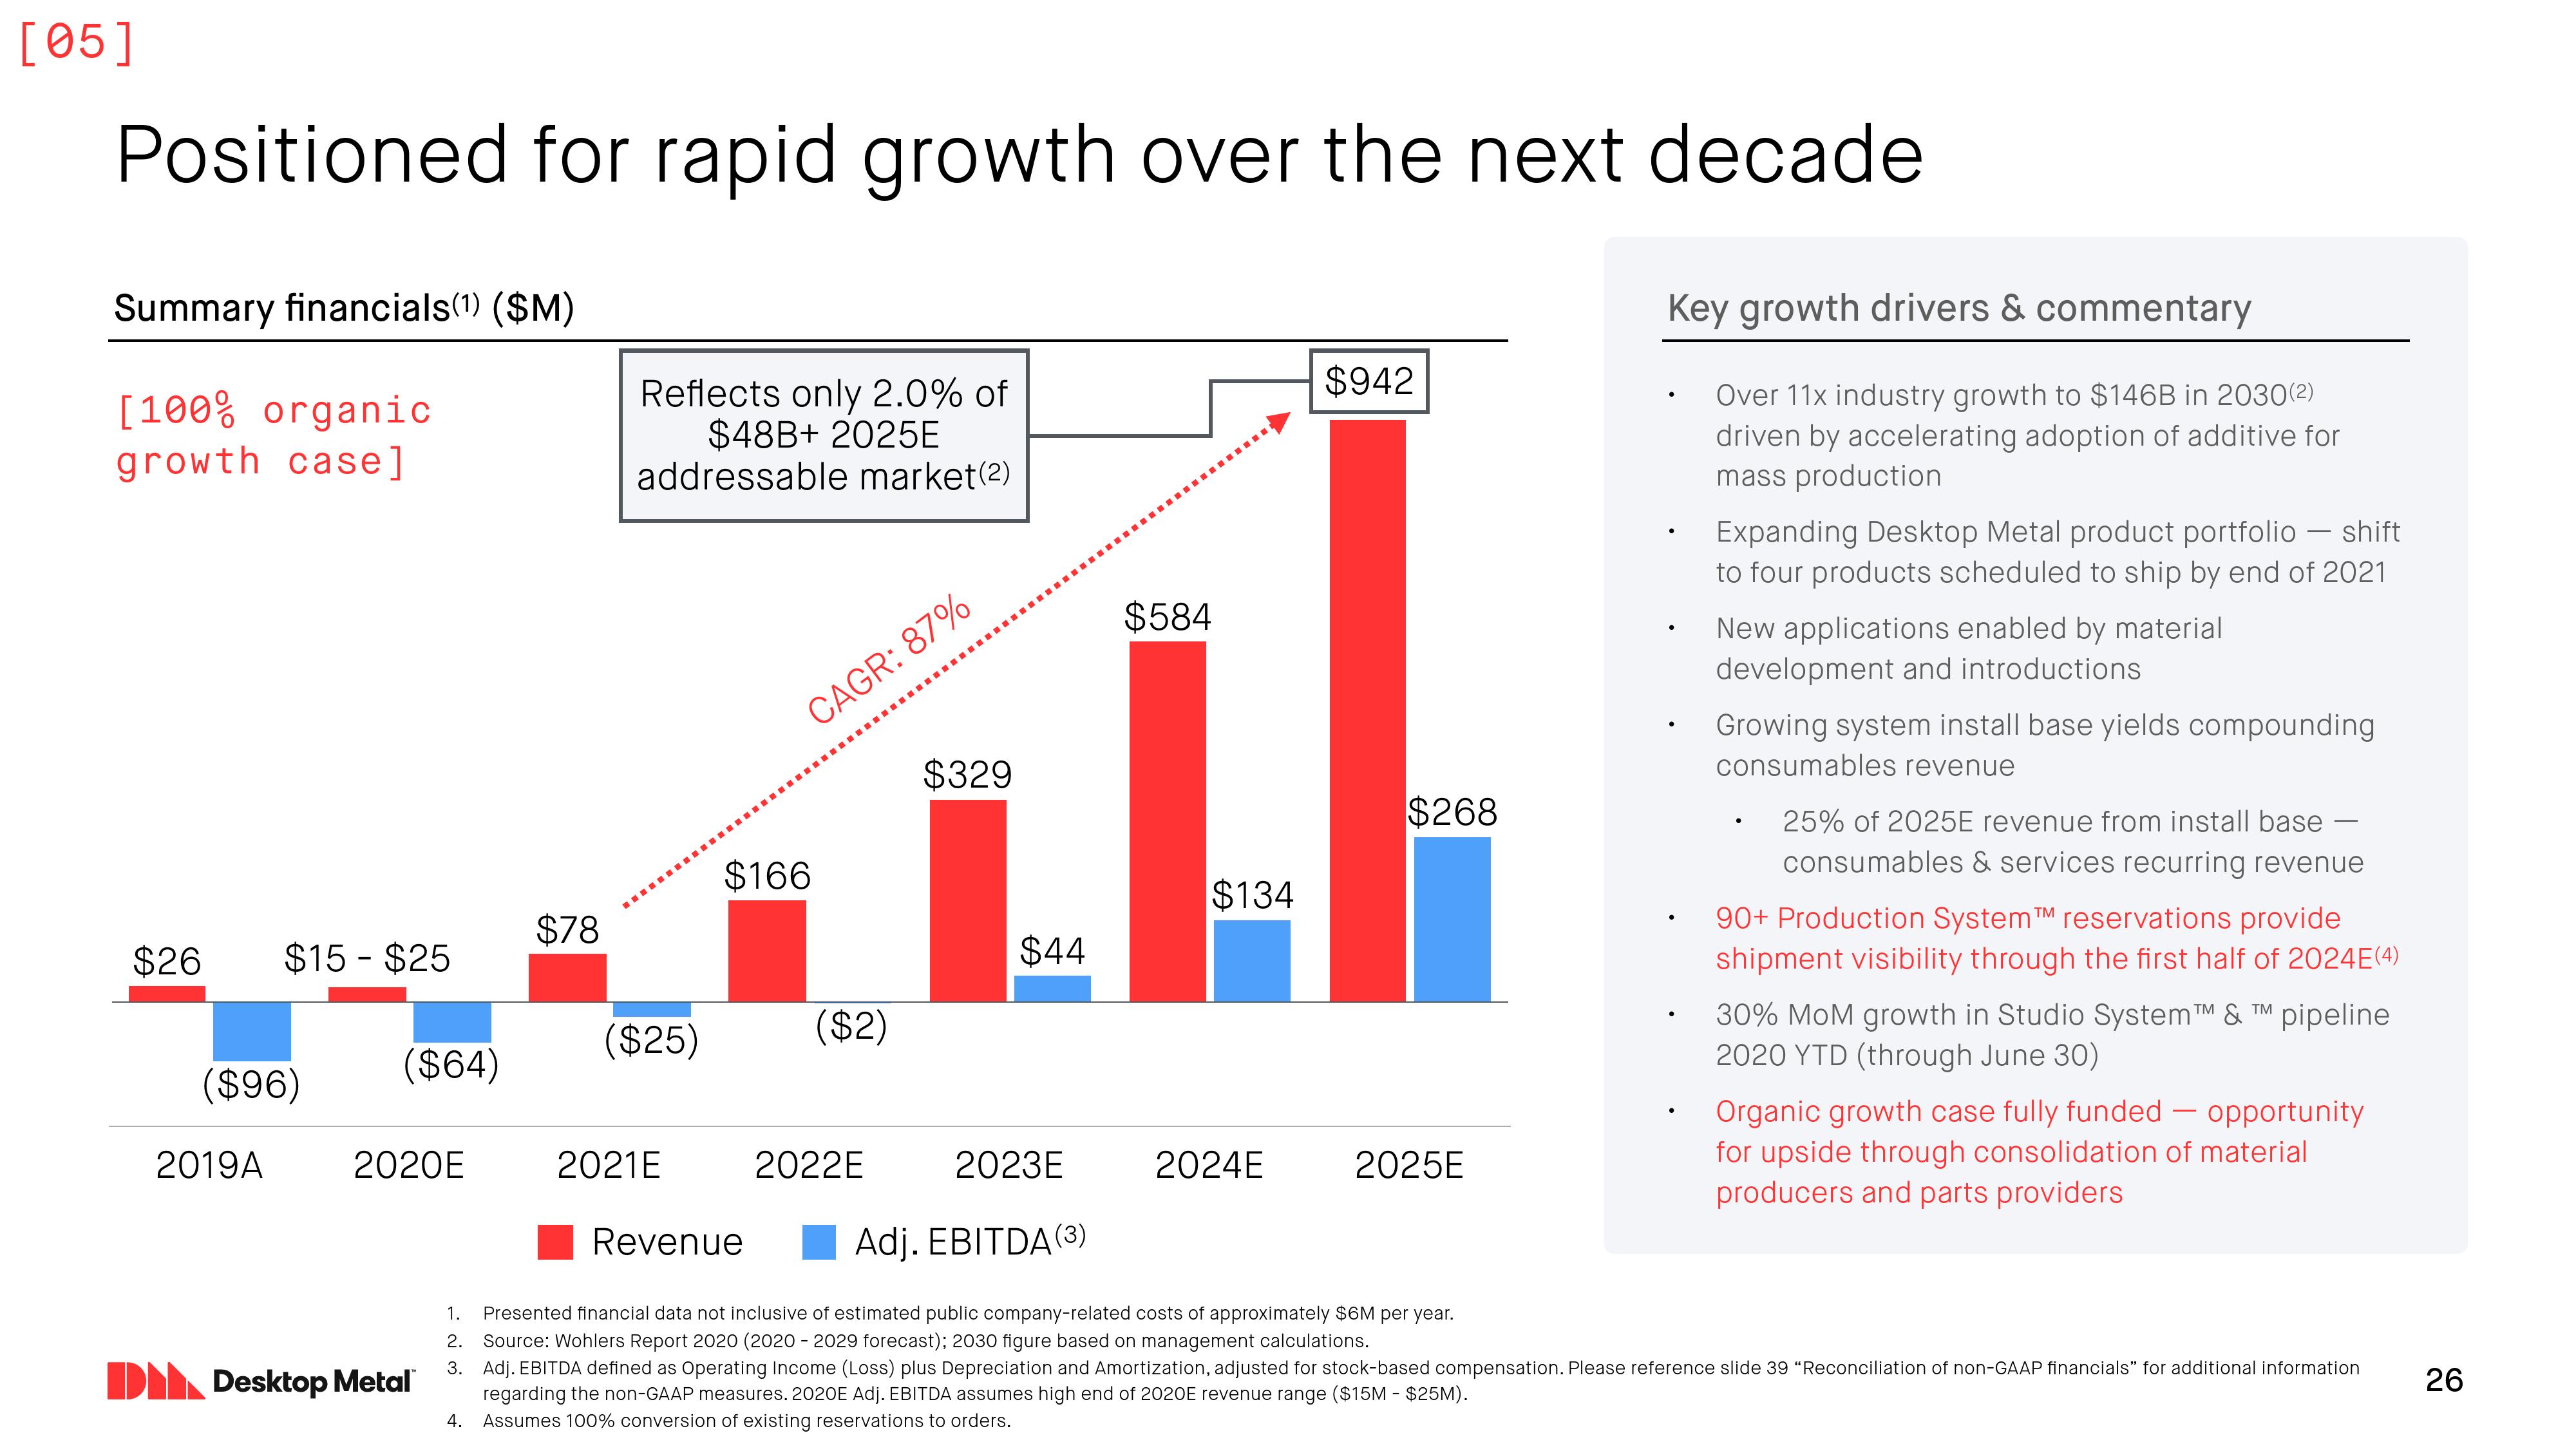 [05]
Positioned for rapid growth over the next decade
Summary financials(1) ($M)
[100% organic
growth case]
Reflects only 2.0% of
$48B+ 2025E
addressable market(2)
$942
CAGR: 87%
$584
$329
$268
$166
$134
$78
$44
$26
$15 - $25
($2)
($25)
($64)
($96)
2019A
2020E
2021E
2022E
2023E
2024E
2025E
Revenue
Adj. EBITDA(3)
Key growth drivers & commentary
• Over 11x industry growth to $146B in 2030(2)
driven by accelerating adoption of additive for
mass production
• Expanding Desktop Metal product portfolio — shift
to four products scheduled to ship by end of 2021
• New applications enabled by material
development and introductions
• Growing system install base yields compounding
consumables revenue
• 25% of 2025E revenue from install base —
consumables & services recurring revenue
• 90+ Production System™ reservations provide
shipment visibility through the first half of 2024E(4)
• 30% MoM growth in Studio System™ & ™ pipeline
2020 YTD (through June 30)
• Organic growth case fully funded — opportunity
for upside through consolidation of material
producers and parts providers
1. Presented financial data not inclusive of estimated public company-related costs of approximately $6M per year.
2. Source: Wohlers Report 2020 (2020 - 2029 forecast); 2030 figure based on management calculations.
3. Adj. EBITDA defined as Operating Income (Loss) plus Depreciation and Amortization, adjusted for stock-based compensation. Please reference slide 39 “Reconciliation of non-GAAP financials” for additional information
regarding the non-GAAP measures. 2020E Adj. EBITDA assumes high end of 2020E revenue range ($15M - $25M).
4. Assumes 100% conversion of existing reservations to orders.
DM Desktop Metal™
26